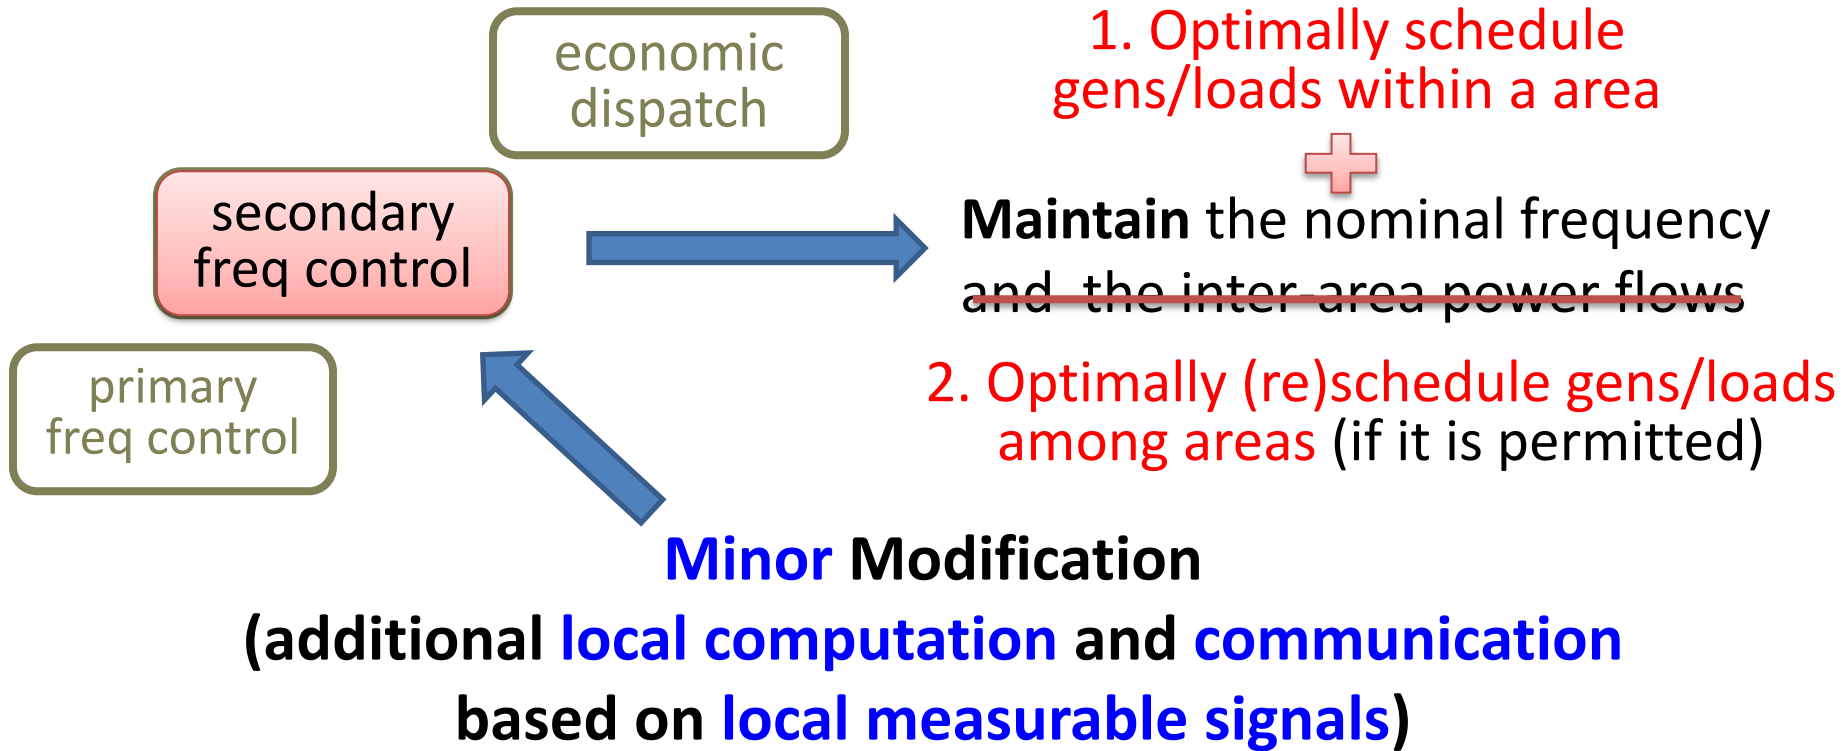 economic
dispatch
secondary
freq control
primary
freq control
1. Optimally schedule
gens/loads within a area
Maintain the nominal frequency
and the inter-area power flows
2. Optimally (re)schedule gens/loads
among areas (if it is permitted)
Minor Modification
(additional local computation and communication
based on local measurable signals)